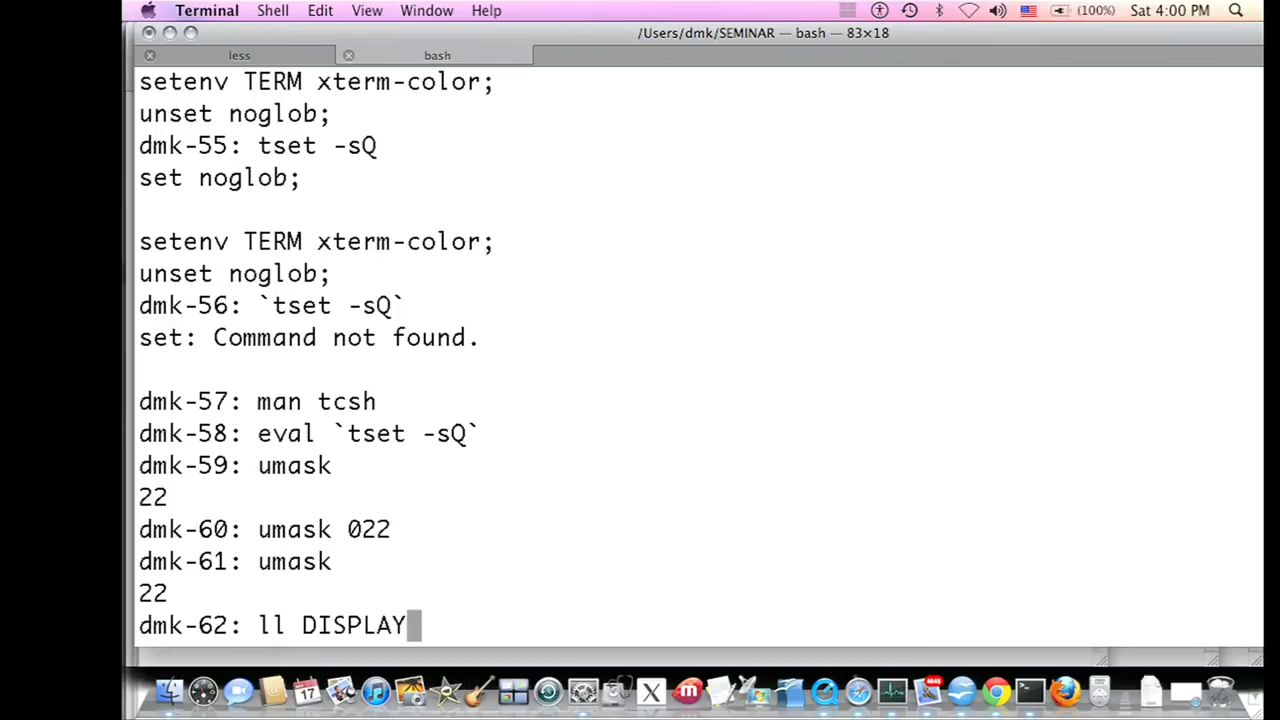 Terminal Shell Edit View Window Help (100%) Sat 4:00 PM
/Users/dmk/SEMINAR — bash — 83×18
less bash
setenv TERM xterm-color;
unset noglob;
dmk-55: tset -sQ
set noglob;
setenv TERM xterm-color;
unset noglob;
dmk-56: `tset -sQ`
set: Command not found.
dmk-57: man tcsh
dmk-58: eval `tset -sQ`
dmk-59: umask
22
dmk-60: umask 022
dmk-61: umask
22
dmk-62: ll DISPLAY
17 X m